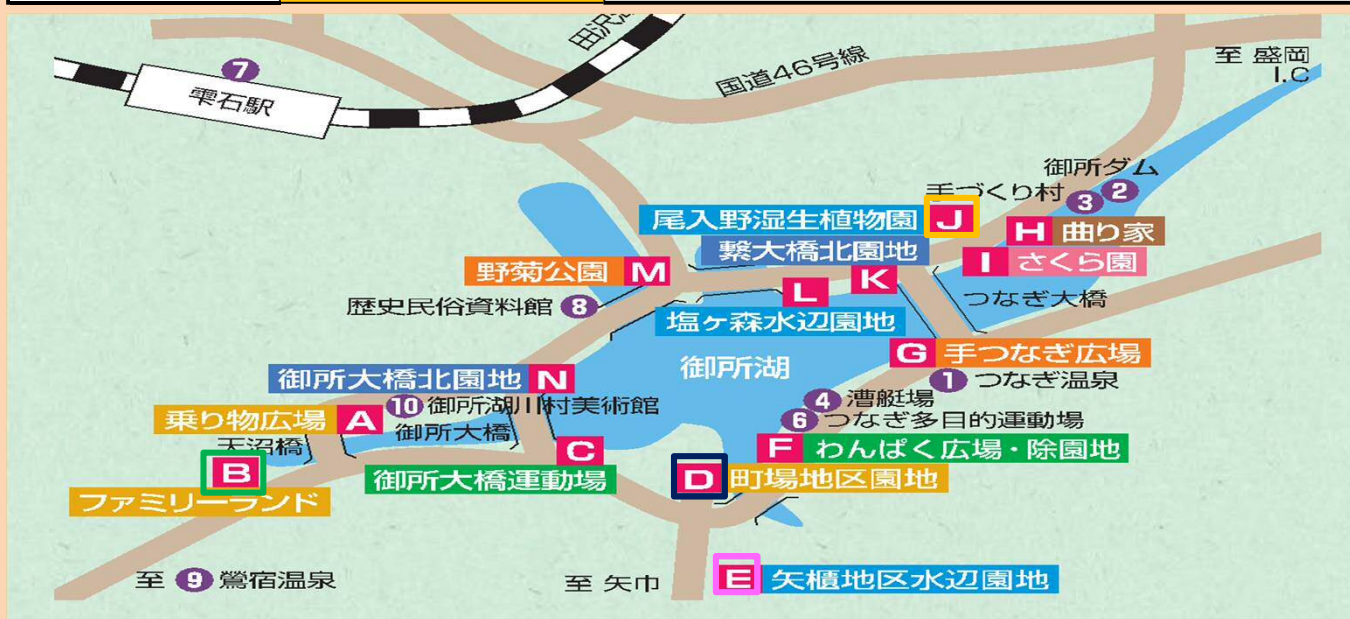 田沢
国道46号線
至 盛岡
I.C
7
雫石駅
御所ダム
手づくり村 3 2
尾入野湿生植物園 J
H 曲り家
繋大橋北園地
I さくら園
野菊公園 M
K
L
つなぎ大橋
歴史民俗資料館 8
塩ヶ森水辺園地
G 手つなぎ広場
御所湖
御所大橋北園地 N
1 つなぎ温泉
4 漕艇場
10 御所湖川村美術館
乗り物広場 A
6 つなぎ多目的運動場
御所大橋
天沼橋
C
F わんぱく広場・除園地
B
御所大橋運動場
D 町場地区園地
ファミリーランド
至 9 鶯宿温泉
至 矢巾
E 矢櫃地区水辺園地